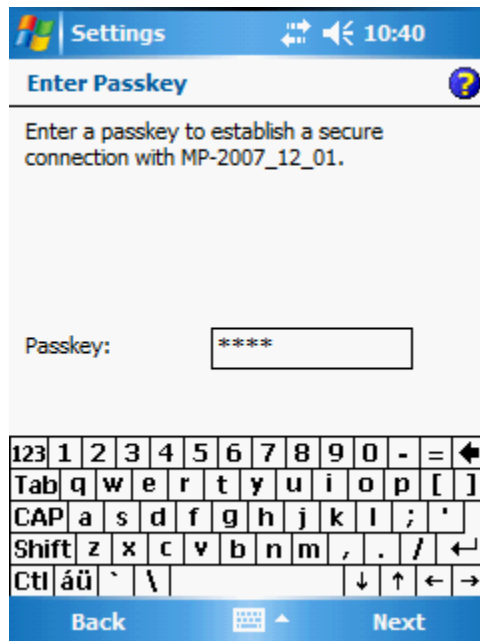 Settings 10:40
Enter Passkey ?
Enter a passkey to establish a secure
connection with MP-2007_12_01.
Passkey: ****
123 1 2 3 4 5 6 7 8 9 0 - =
Tab q w e r t y u i o p [ ]
CAP a s d f g h j k l ; '
Shift z x c v b n m , . /
Ctl áü ` \ ↓ ↑ ← →
Back Next